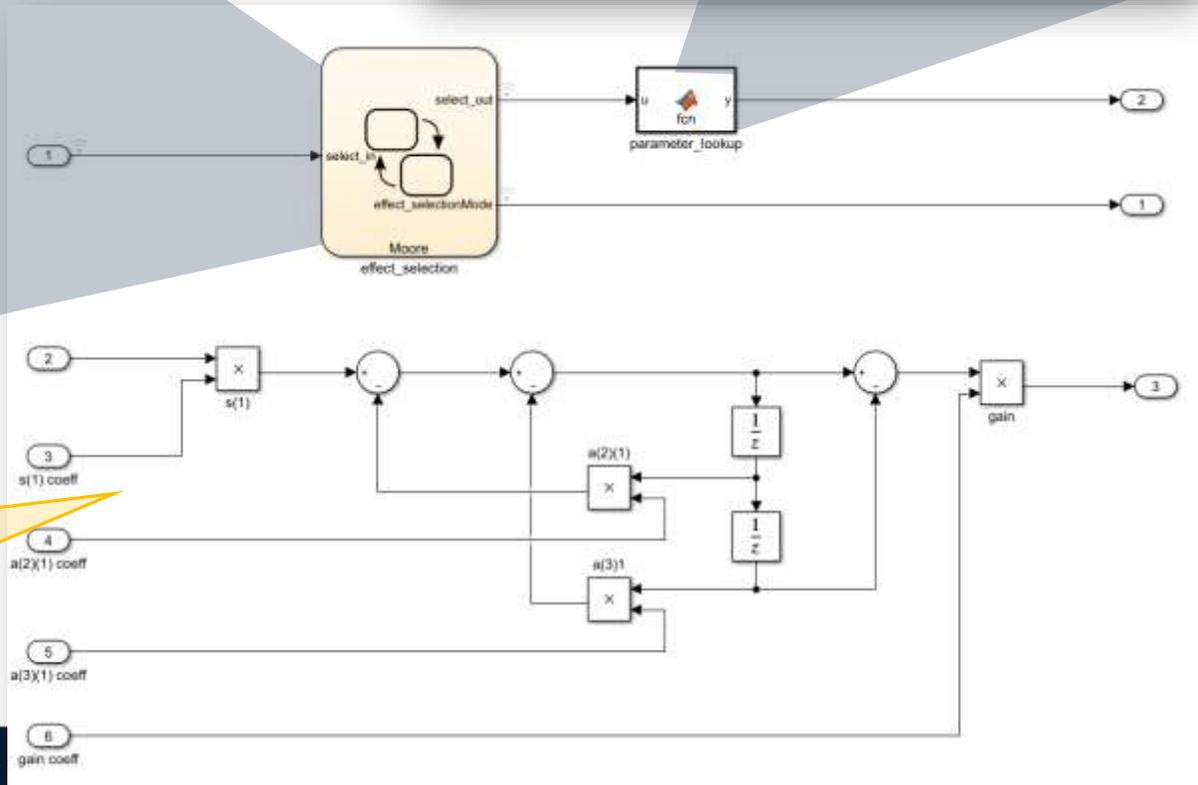 select_out
u
y
fcn
2
parameter_lookup
1
select_in
effect_selectionMode
1
Moore
effect_selection
2
×
s(1)
+
-
+
-
+
-
×
gain
3
3
s(1) coeff
1
z
a(2)(1)
×
4
a(2)(1) coeff
1
z
a(3)1
×
5
a(3)(1) coeff
6
gain coeff